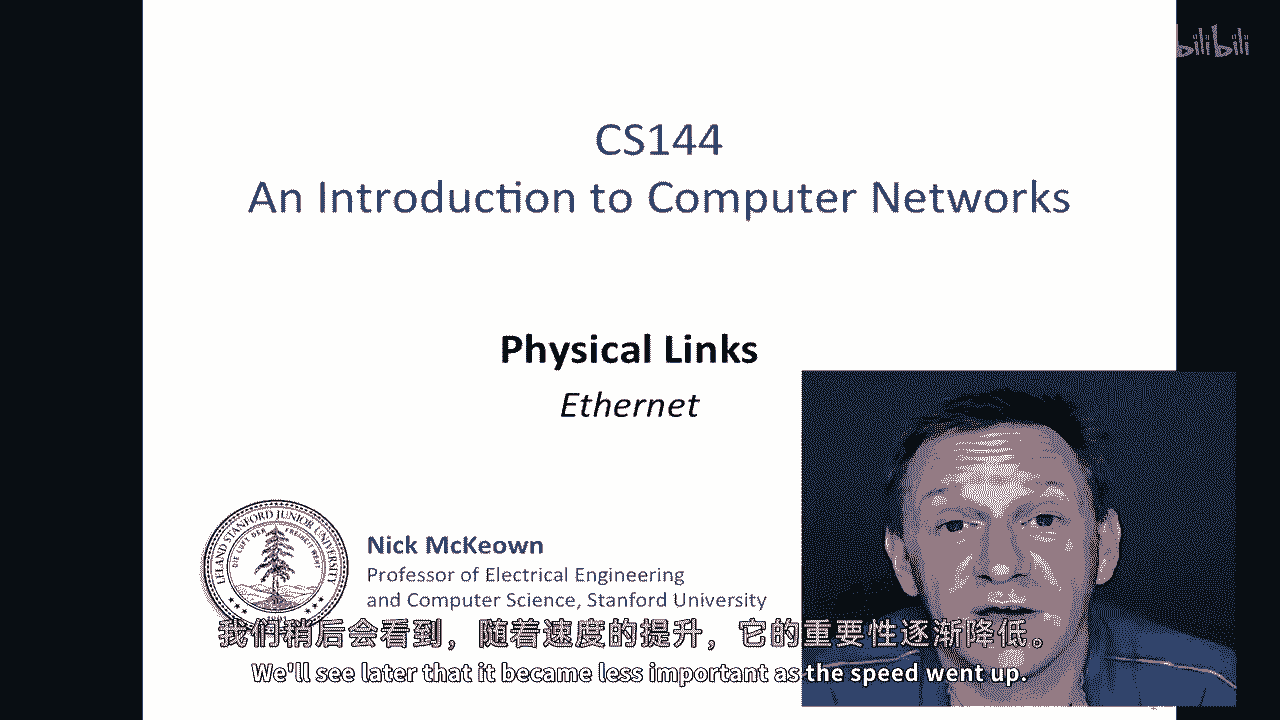 bilibili
CS144
An Introduction to Computer Networks
Physical Links
Ethernet
LELAND STANFORD JUNIOR UNIVERSITY
DIE LUFT DER FREIHEIT WEHT
Nick McKeown
Professor of Electrical Engineering
and Computer Science, Stanford University
我们稍后会看到，随着速度的提升，它的重要性逐渐降低。
We'll see later that it became less important as the speed went up.